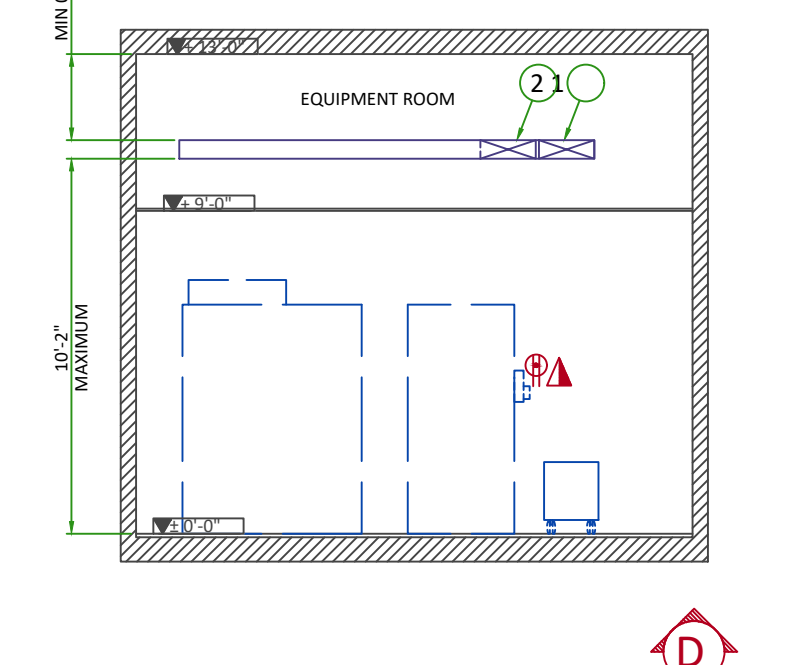 MIN
+ 13'-0"
EQUIPMENT ROOM
2 1
+ 9'-0"
10'-2"
MAXIMUM
± 0'-0"
D